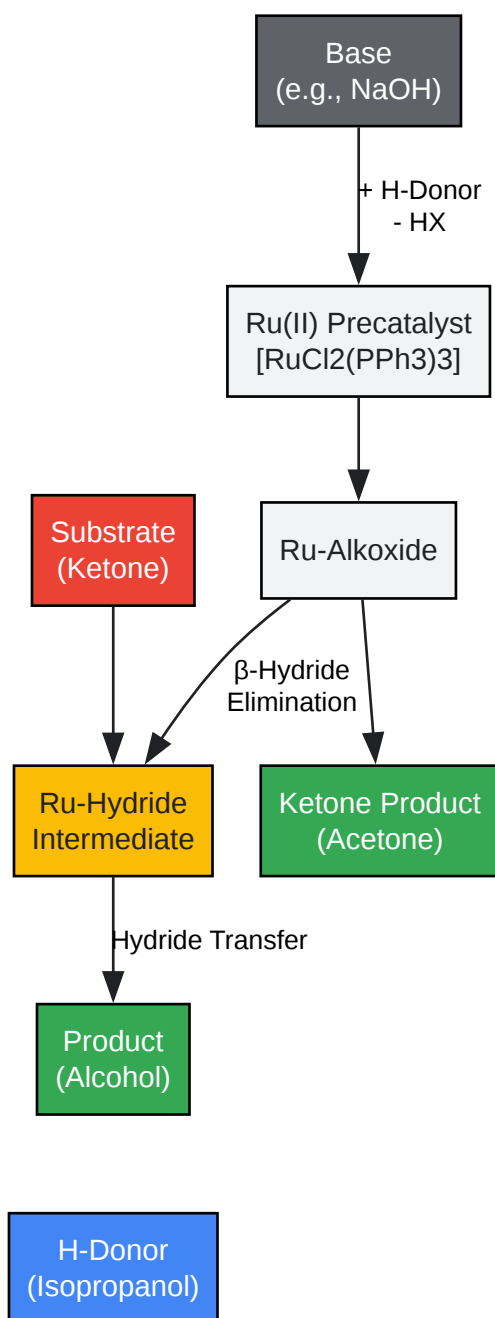 Base
(e.g., NaOH)
+ H-Donor
- HX
Ru(II) Precatalyst
[RuCl2(PPh3)3]
Substrate
(Ketone)
Ru-Alkoxide
β-Hydride
Elimination
Ru-Hydride
Intermediate
Ketone Product
(Acetone)
Hydride Transfer
Product
(Alcohol)
H-Donor
(Isopropanol)